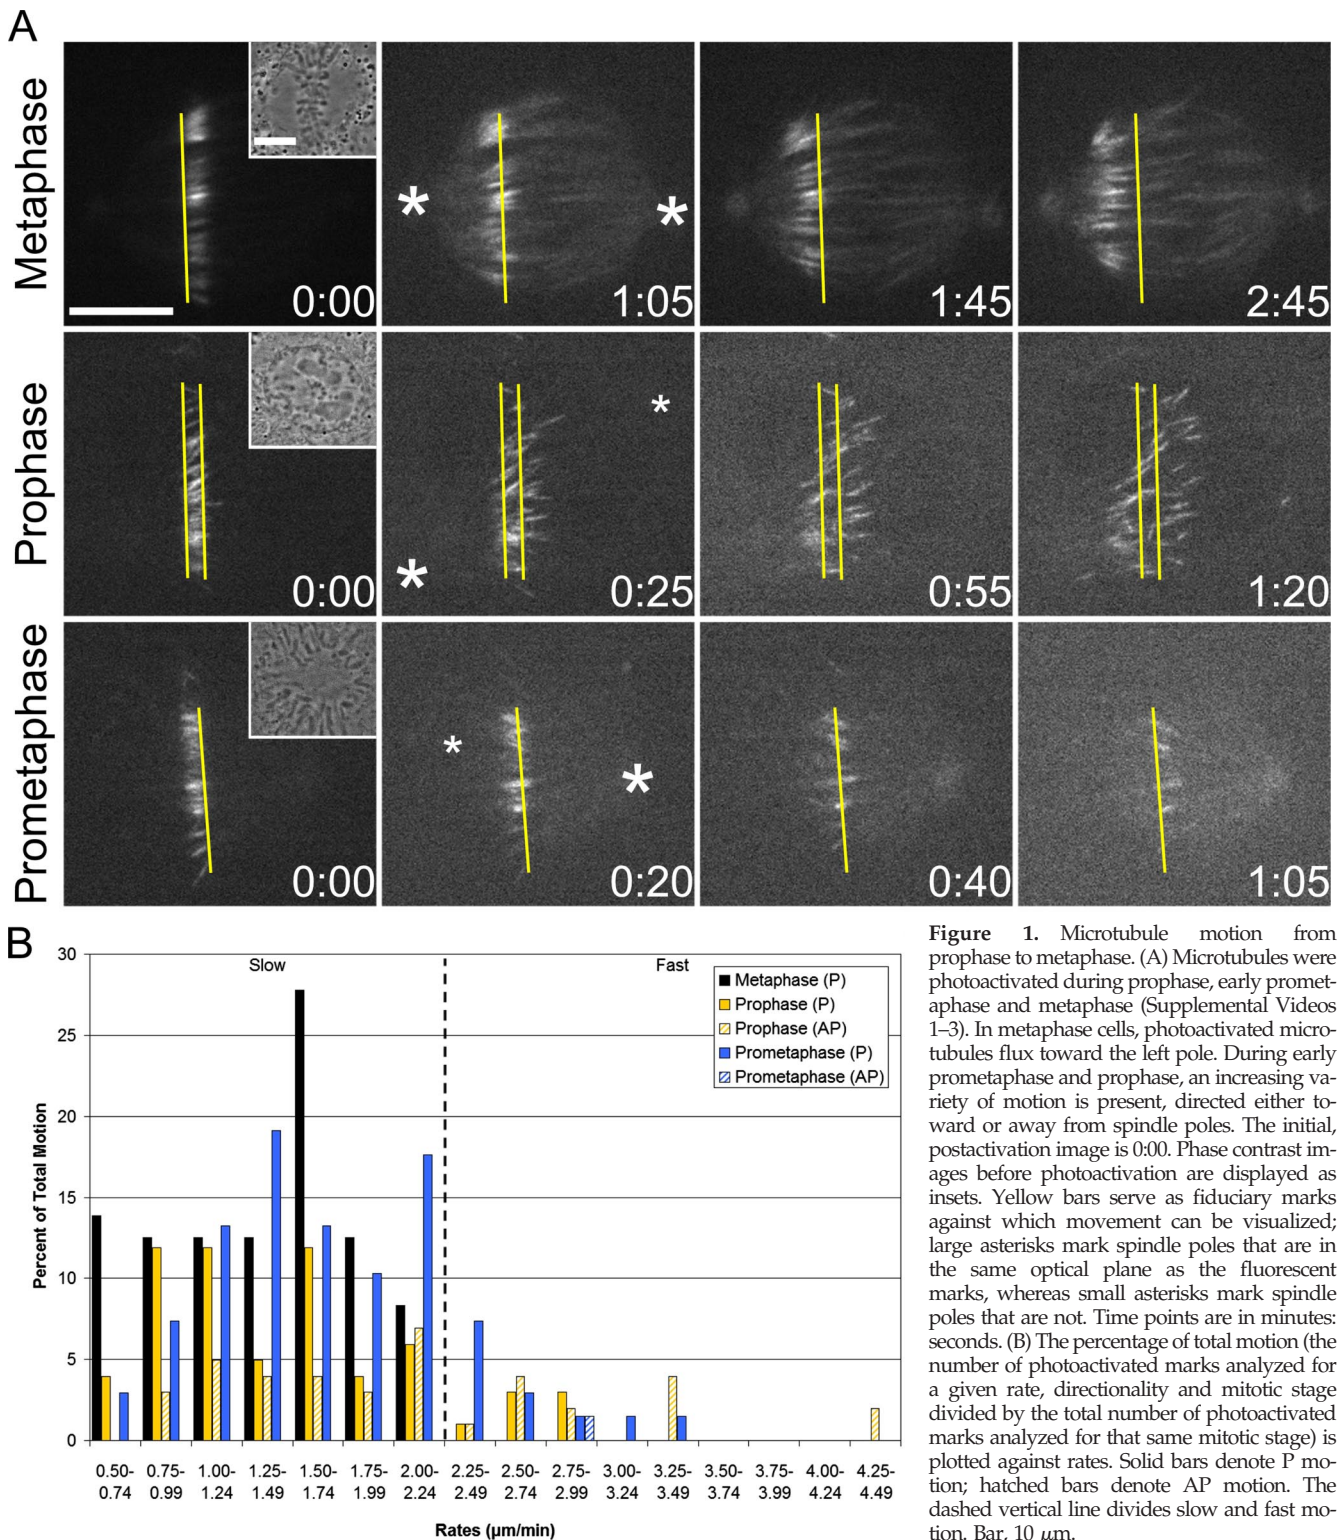 A
Metaphase
0:00
*
*
1:05
1:45
2:45
Prophase
0:00
*
*
0:25
0:55
1:20
Prometaphase
0:00
*
*
0:20
0:40
1:05
B
30
25
20
15
10
5
0
Percent of Total Motion
Slow
Fast
Metaphase (P)
Prophase (P)
Prophase (AP)
Prometaphase (P)
Prometaphase (AP)
0.50-
0.74
0.75-
0.99
1.00-
1.24
1.25-
1.49
1.50-
1.74
1.75-
1.99
2.00-
2.24
2.25-
2.49
2.50-
2.74
2.75-
2.99
3.00-
3.24
3.25-
3.49
3.50-
3.74
3.75-
3.99
4.00-
4.24
4.25-
4.49
Rates (µm/min)
Figure 1. Microtubule motion from
prophase to metaphase. (A) Microtubules were
photoactivated during prophase, early promet-
aphase and metaphase (Supplemental Videos
1–3). In metaphase cells, photoactivated micro-
tubules flux toward the left pole. During early
prometaphase and prophase, an increasing va-
riety of motion is present, directed either to-
ward or away from spindle poles. The initial,
postactivation image is 0:00. Phase contrast im-
ages before photoactivation are displayed as
insets. Yellow bars serve as fiduciary marks
against which movement can be visualized;
large asterisks mark spindle poles that are in
the same optical plane as the fluorescent
marks, whereas small asterisks mark spindle
poles that are not. Time points are in minutes:
seconds. (B) The percentage of total motion (the
number of photoactivated marks analyzed for
a given rate, directionality and mitotic stage
divided by the total number of photoactivated
marks analyzed for that same mitotic stage) is
plotted against rates. Solid bars denote P mo-
tion; hatched bars denote AP motion. The
dashed vertical line divides slow and fast mo-
tion. Bar, 10 µm.